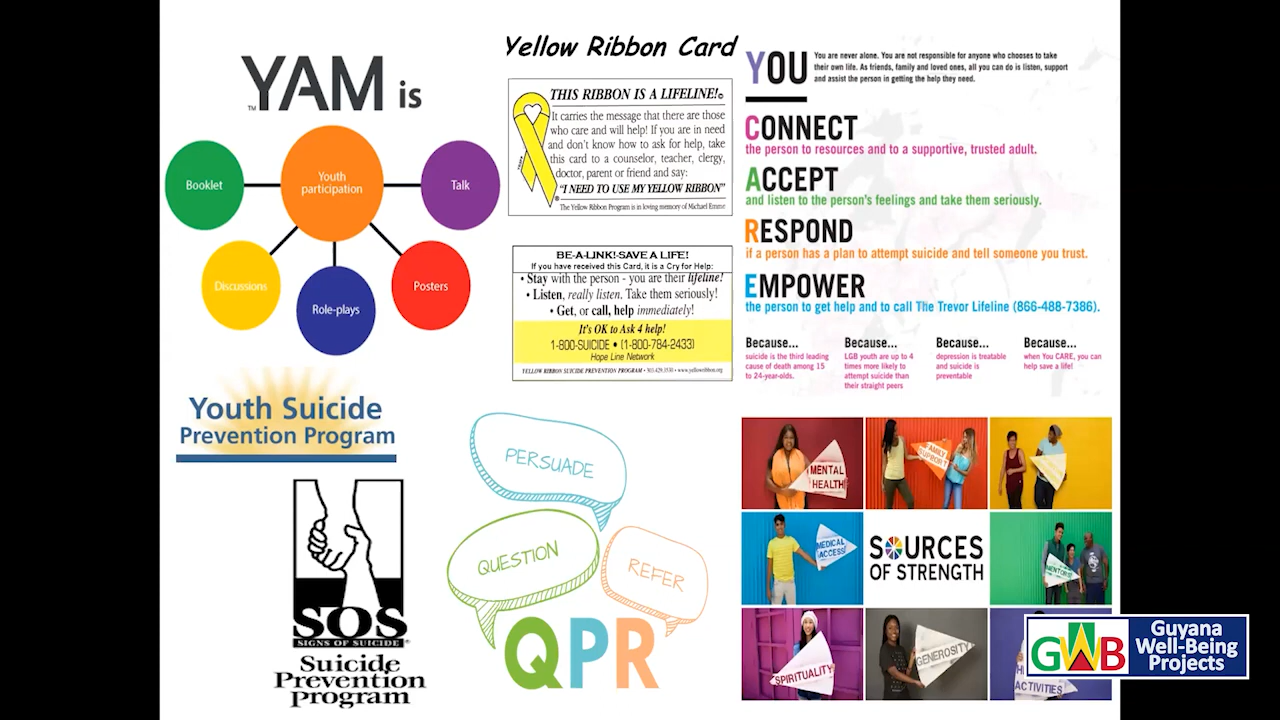 YAM is
TM
Booklet
Youth
participation
Talk
Discussions
Role-plays
Posters
Youth Suicide
Prevention Program
SOS
SIGNS OF SUICIDE®
Suicide
Prevention
Program
Yellow Ribbon Card
THIS RIBBON IS A LIFELINE!©
It carries the message that there are those
who care and will help! If you are in need
and don't know how to ask for help, take
this card to a counselor, teacher, clergy,
doctor, parent or friend and say:
"I NEED TO USE MY YELLOW RIBBON"
The Yellow Ribbon Program is in loving memory of Michael Emme
BE-A-LINK!-SAVE A LIFE!
If you have received this Card, it is a Cry for Help:
• Stay with the person - you are their lifeline!
• Listen, really listen. Take them seriously!
• Get, or call, help immediately!
It's OK to Ask 4 help!
1-800-SUICIDE • (1-800-784-2433)
Hope Line Network
YELLOW RIBBON SUICIDE PREVENTION PROGRAM • 303.429.3530 • www.yellowribbon.org
PERSUADE
QUESTION
REFER
QPR
YOU
You are never alone. You are not responsible for anyone who chooses to take
their own life. As friends, family and loved ones, all you can do is listen, support
and assist the person in getting the help they need.
CONNECT
the person to resources and to a supportive, trusted adult.
ACCEPT
and listen to the person's feelings and take them seriously.
RESPOND
if a person has a plan to attempt suicide and tell someone you trust.
EMPOWER
the person to get help and to call The Trevor Lifeline (866-488-7386).
Because...
suicide is the third leading
cause of death among 15
to 24-year-olds.
Because...
LGB youth are up to 4
times more likely to
attempt suicide than
their straight peers
Because...
depression is treatable
and suicide is
preventable
Because...
when You CARE, you can
help save a life!
MENTAL
HEALTH
FAMILY
SUPPORT
MEDICAL
ACCESS
SOURCES
OF STRENGTH
MENTORS
SPIRITUALITY
GENEROSITY
ACTIVITIES
GWB
Guyana
Well-Being
Projects